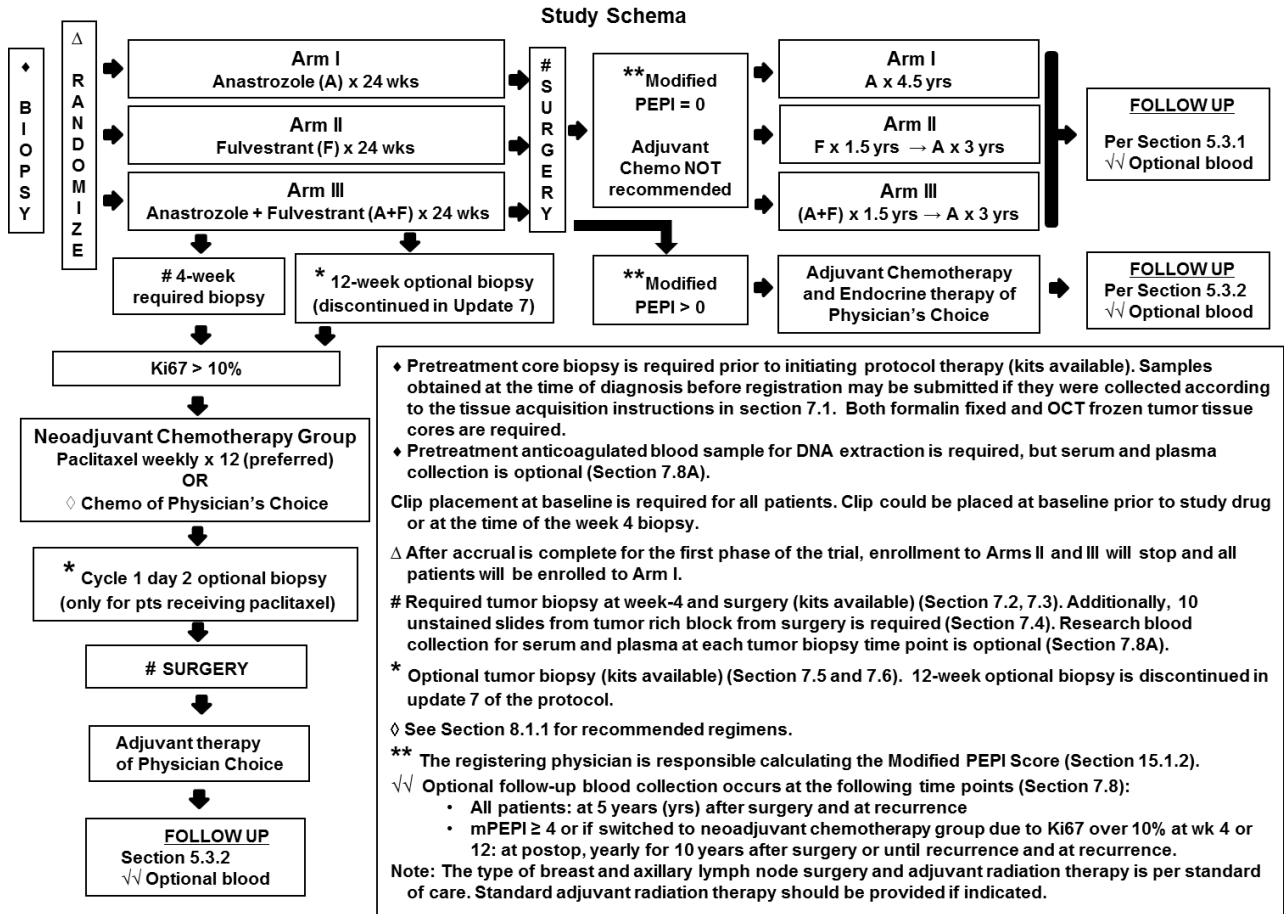 Study Schema
♦ BIOPSY
Δ RANDOMIZE
Arm I
Anastrozole (A) x 24 wks
Arm II
Fulvestrant (F) x 24 wks
Arm III
Anastrozole + Fulvestrant (A+F) x 24 wks
# SURGERY
**Modified
PEPI = 0
Adjuvant
Chemo NOT
recommended
Arm I
A x 4.5 yrs
Arm II
F x 1.5 yrs → A x 3 yrs
Arm III
(A+F) x 1.5 yrs → A x 3 yrs
FOLLOW UP
Per Section 5.3.1
√√ Optional blood
# 4-week
required biopsy
* 12-week optional biopsy
(discontinued in Update 7)
**Modified
PEPI > 0
Adjuvant Chemotherapy
and Endocrine therapy of
Physician's Choice
FOLLOW UP
Per Section 5.3.2
√√ Optional blood
Ki67 > 10%
Neoadjuvant Chemotherapy Group
Paclitaxel weekly x 12 (preferred)
OR
◊ Chemo of Physician's Choice
* Cycle 1 day 2 optional biopsy
(only for pts receiving paclitaxel)
# SURGERY
Adjuvant therapy
of Physician Choice
FOLLOW UP
Section 5.3.2
√√ Optional blood
♦ Pretreatment core biopsy is required prior to initiating protocol therapy (kits available). Samples
obtained at the time of diagnosis before registration may be submitted if they were collected according
to the tissue acquisition instructions in section 7.1. Both formalin fixed and OCT frozen tumor tissue
cores are required.
♦ Pretreatment anticoagulated blood sample for DNA extraction is required, but serum and plasma
collection is optional (Section 7.8A).
Clip placement at baseline is required for all patients. Clip could be placed at baseline prior to study drug
or at the time of the week 4 biopsy.
Δ After accrual is complete for the first phase of the trial, enrollment to Arms II and III will stop and all
patients will be enrolled to Arm I.
# Required tumor biopsy at week-4 and surgery (kits available) (Section 7.2, 7.3). Additionally, 10
unstained slides from tumor rich block from surgery is required (Section 7.4). Research blood
collection for serum and plasma at each tumor biopsy time point is optional (Section 7.8A).
* Optional tumor biopsy (kits available) (Section 7.5 and 7.6). 12-week optional biopsy is discontinued in
update 7 of the protocol.
◊ See Section 8.1.1 for recommended regimens.
** The registering physician is responsible calculating the Modified PEPI Score (Section 15.1.2).
√√ Optional follow-up blood collection occurs at the following time points (Section 7.8):
• All patients: at 5 years (yrs) after surgery and at recurrence
• mPEPI ≥ 4 or if switched to neoadjuvant chemotherapy group due to Ki67 over 10% at wk 4 or
12: at postop, yearly for 10 years after surgery or until recurrence and at recurrence.
Note: The type of breast and axillary lymph node surgery and adjuvant radiation therapy is per standard
of care. Standard adjuvant radiation therapy should be provided if indicated.